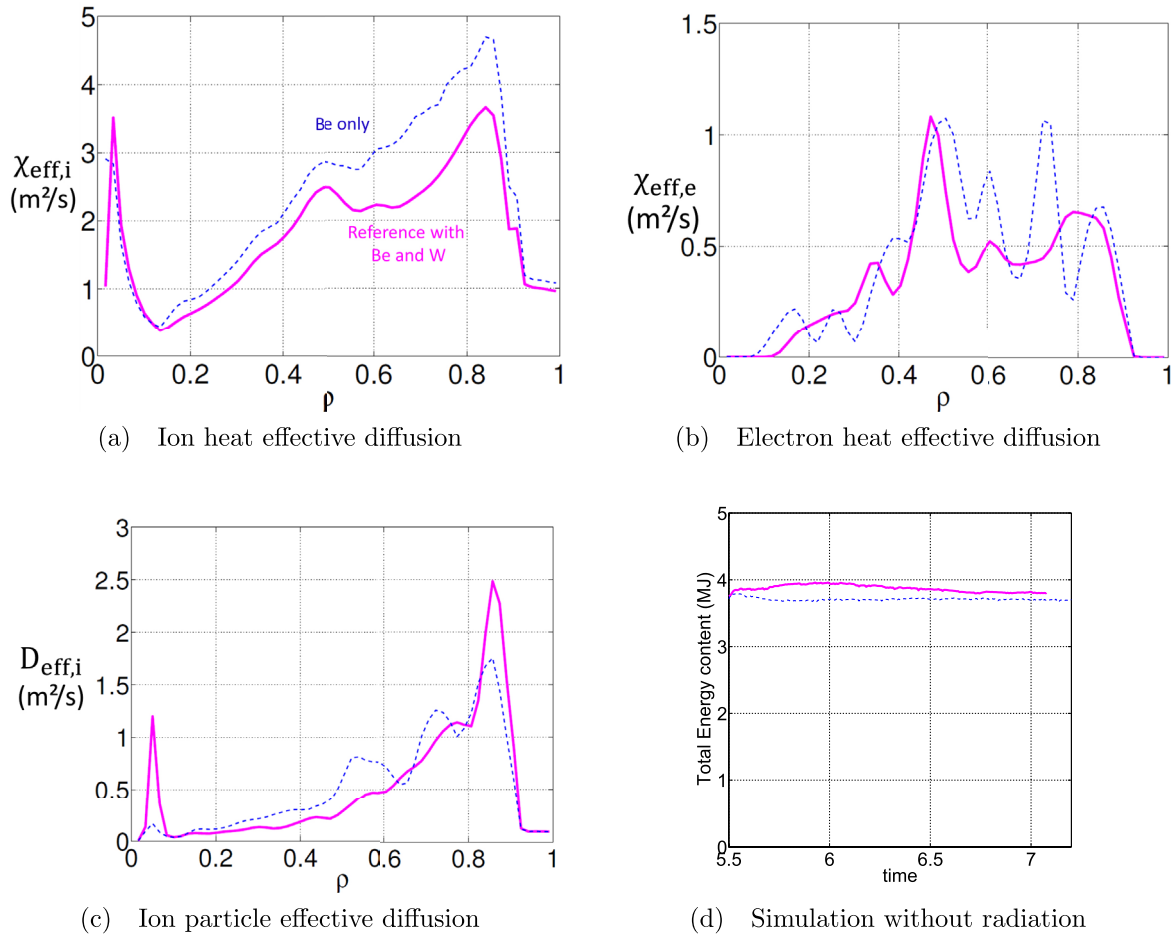 5
4
3
2
1
0
χeff,i
(m²/s)
Be only
Reference with
Be and W
0 0.2 0.4 0.6 0.8 1
ρ
(a) Ion heat effective diffusion
1.5
1
0.5
0
χeff,e
(m²/s)
0 0.2 0.4 0.6 0.8 1
ρ
(b) Electron heat effective diffusion
3
2.5
2
1.5
1
0.5
0
Deff,i
(m²/s)
0 0.2 0.4 0.6 0.8 1
ρ
(c) Ion particle effective diffusion
5
4
3
2
1
0
Total Energy content (MJ)
5.5 6 6.5 7
time
(d) Simulation without radiation